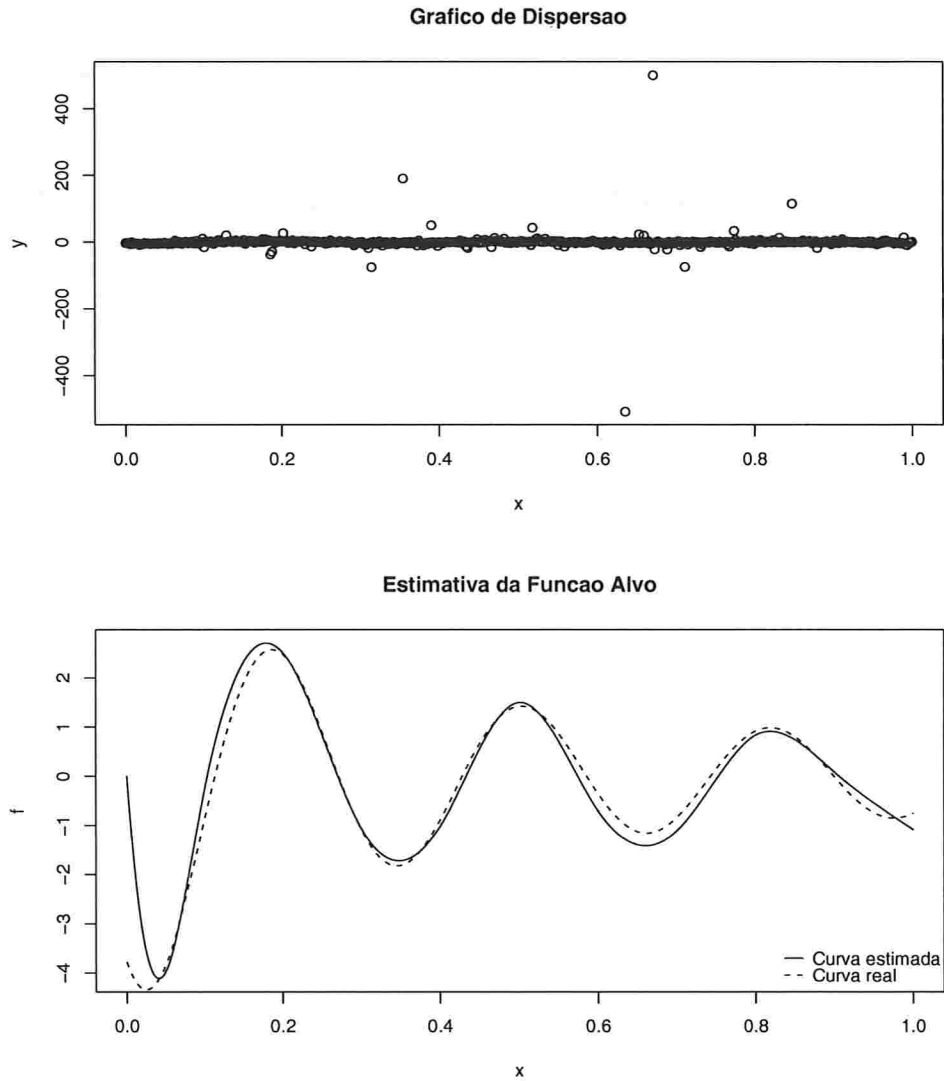 Grafico de Dispersao
400
200
0
−200
−400
y
0.0 0.2 0.4 0.6 0.8 1.0
x
Estimativa da Funcao Alvo
2
1
0
−1
−2
−3
−4
f
Curva estimada
Curva real
0.0 0.2 0.4 0.6 0.8 1.0
x